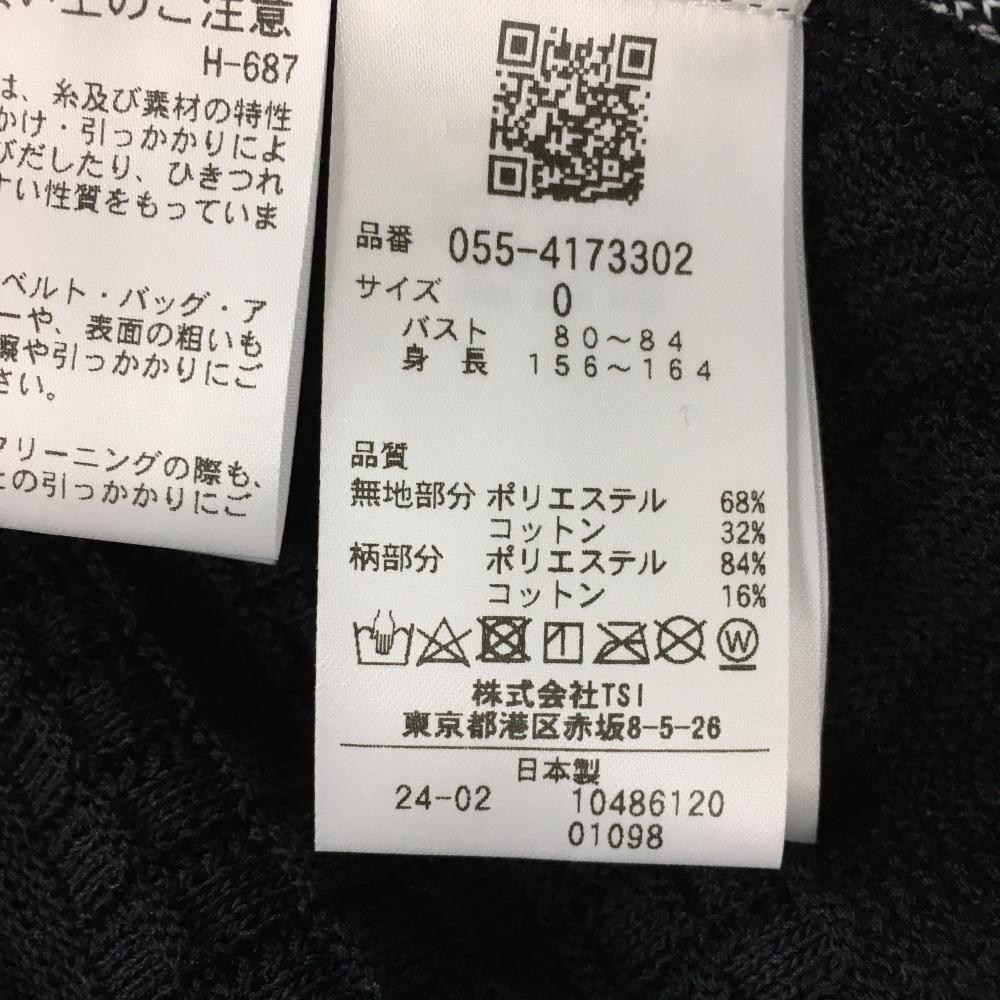 い上のご注意
H-687
は、糸及び素材の特性
かけ・引っかかりによ
びだしたり、ひきつれ
すい性質をもっていま
ベルト・バッグ・ア
ーや、表面の粗いも
擦や引っかかりにご
さい。
クリーニングの際も、
との引っかかりにご
品番 055-4173302
サイズ 0
バスト 80～84
身長 156～164
品質
無地部分 ポリエステル 68%
コットン 32%
柄部分 ポリエステル 84%
コットン 16%
W
株式会社TSI
東京都港区赤坂8-5-26
日本製
24-02 10486120
01098